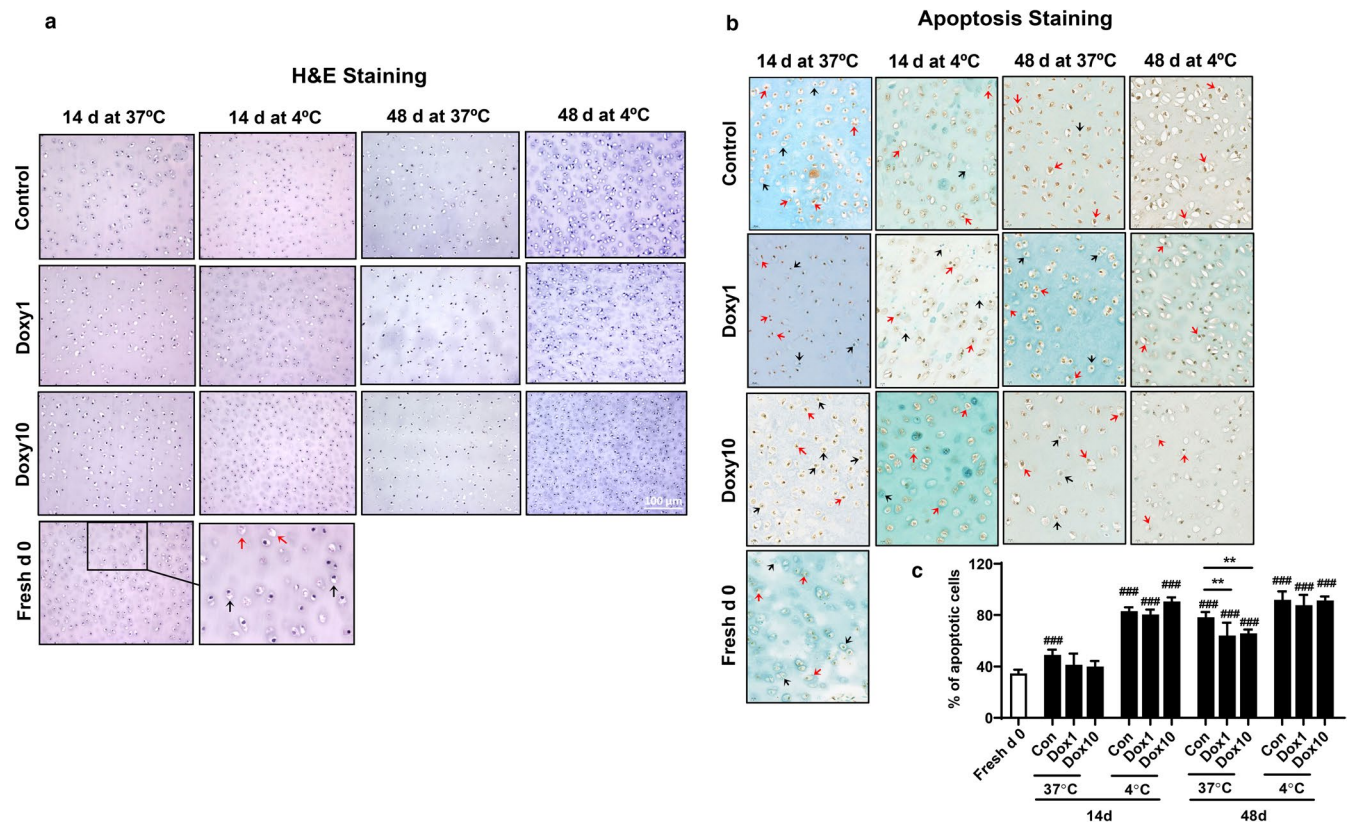 a
H&E Staining
14 d at 37ºC 14 d at 4ºC 48 d at 37ºC 48 d at 4ºC
Control
Doxy1
Doxy10
100 µm
Fresh d 0
b
Apoptosis Staining
14 d at 37ºC 14 d at 4ºC 48 d at 37ºC 48 d at 4ºC
Control
Doxy1
Doxy10
Fresh d 0
c
% of apoptotic cells
120
80
40
0
###
### ### ###
** **
### ### ###
### ### ###
Fresh d 0 Con Dox1 Dox10 Con Dox1 Dox10 Con Dox1 Dox10 Con Dox1 Dox10
37°C 4°C 37°C 4°C
14d 48d